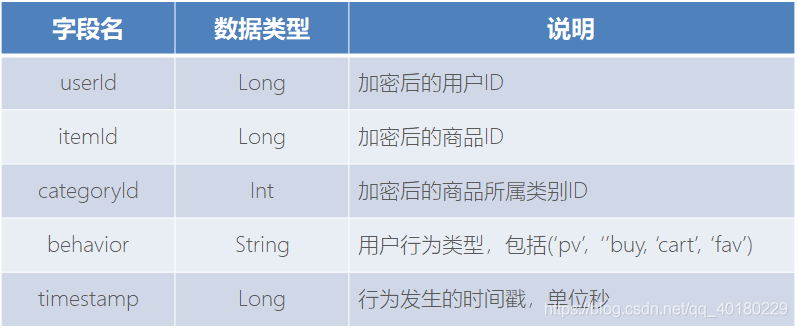 字段名 数据类型 说明
userId Long 加密后的用户ID
itemId Long 加密后的商品ID
categoryId Int 加密后的商品所属类别ID
behavior String 用户行为类型，包括(‘pv’, ‘’buy, ‘cart’, ‘fav’)
timestamp Long 行为发生的时间戳，单位秒
https://blog.csdn.net/qq_40180229